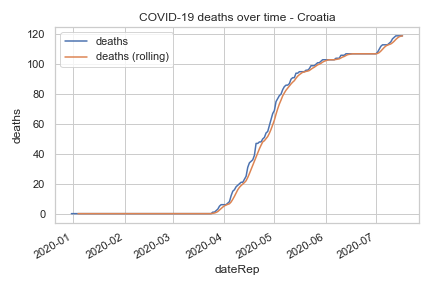 COVID-19 deaths over time - Croatia
deaths
deaths (rolling)
120
100
80
60
40
20
0
deaths
2020-01
2020-02
2020-03
2020-04
2020-05
2020-06
2020-07
dateRep